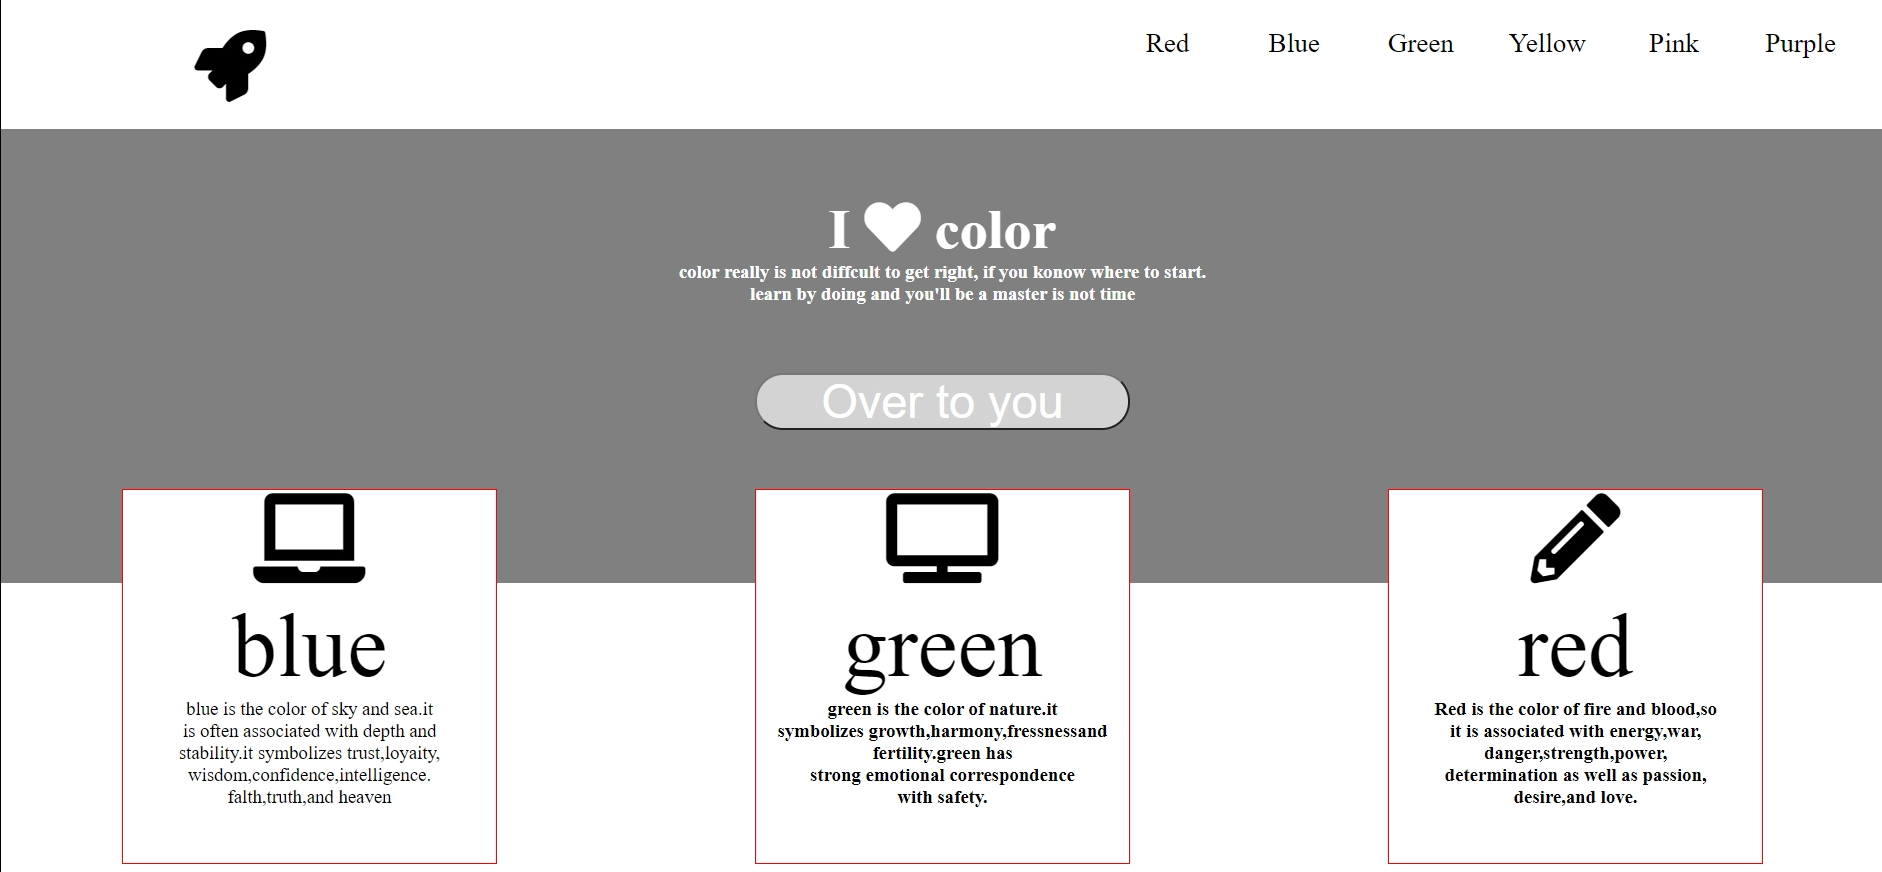 Red Blue Green Yellow Pink Purple
I color
color really is not diffcult to get right, if you konow where to start.
learn by doing and you'll be a master is not time
Over to you
blue
blue is the color of sky and sea.it
is often associated with depth and
stability.it symbolizes trust,loyaity,
wisdom,confidence,intelligence.
falth,truth,and heaven
green
green is the color of nature.it
symbolizes growth,harmony,fressnessand
fertility.green has
strong emotional correspondence
with safety.
red
Red is the color of fire and blood,so
it is associated with energy,war,
danger,strength,power,
determination as well as passion,
desire,and love.